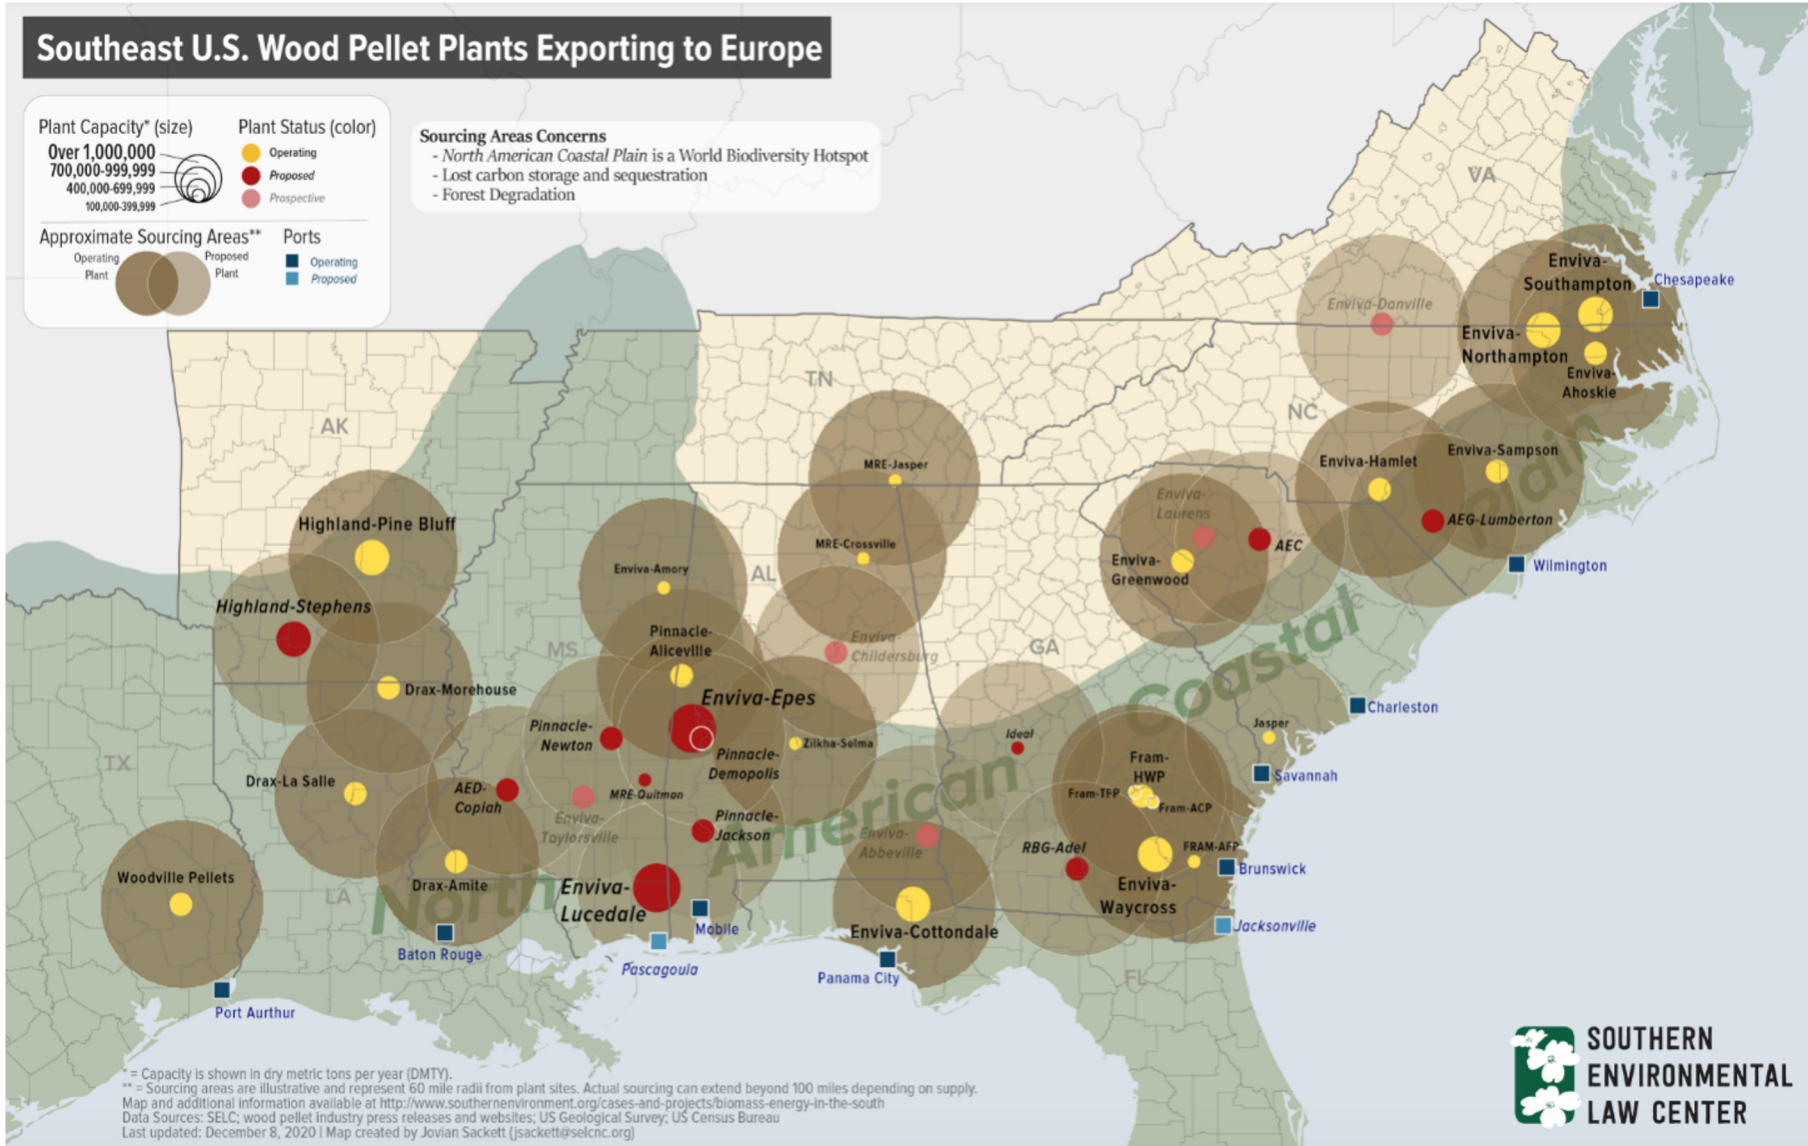 Southeast U.S. Wood Pellet Plants Exporting to Europe
Plant Capacity* (size)
Over 1,000,000
700,000-999,999
400,000-699,999
100,000-399,999
Plant Status (color)
Operating
Proposed
Prospective
Approximate Sourcing Areas**
Operating
Plant
Proposed
Plant
Ports
Operating
Proposed
Sourcing Areas Concerns
- North American Coastal Plain is a World Biodiversity Hotspot
- Lost carbon storage and sequestration
- Forest Degradation
VA
Enviva-
Southampton
Chesapeake
Enviva-Danville
Enviva-
Northampton
Enviva-
Ahoskie
TN
NC
AK
MRE-Jasper
Enviva-Hamlet
Enviva-Sampson
Enviva-
Laurens
AEG-Lumberton
Highland-Pine Bluff
MRE-Crossville
AEC
Enviva-
Greenwood
Wilmington
Enviva-Amory
AL
SC
Highland-Stephens
Pinnacle-
Aliceville
MS
Enviva-
Childersburg
GA
Drax-Morehouse
Enviva-Epes
Charleston
Pinnacle-
Newton
Zilkha-Selma
Ideal
Jasper
Pinnacle-
Demopolis
Fram-
HWP
Savannah
TX
Drax-La Salle
AED-
Copiah
MRE-Quitman
Fram-TFP
Fram-ACP
Enviva-
Taylorsville
Pinnacle-
Jackson
Enviva-
Abbeville
RBG-Adel
FRAM-AFP
Brunswick
Woodville Pellets
Drax-Amite
Enviva-
Lucedale
Enviva-
Waycross
LA
North American Coastal Plain
Mobile
Enviva-Cottondale
Jacksonville
Baton Rouge
Pascagoula
Panama City
FL
Port Aurthur
* = Capacity is shown in dry metric tons per year (DMTY).
** = Sourcing areas are illustrative and represent 60 mile radii from plant sites. Actual sourcing can extend beyond 100 miles depending on supply.
Map and additional information available at http://www.southernenvironment.org/cases-and-projects/biomass-energy-in-the-south
Data Sources: SELC; wood pellet industry press releases and websites; US Geological Survey; US Census Bureau
Last updated: December 8, 2020 | Map created by Jovian Sackett (jsackett@selcnc.org)
SOUTHERN
ENVIRONMENTAL
LAW CENTER